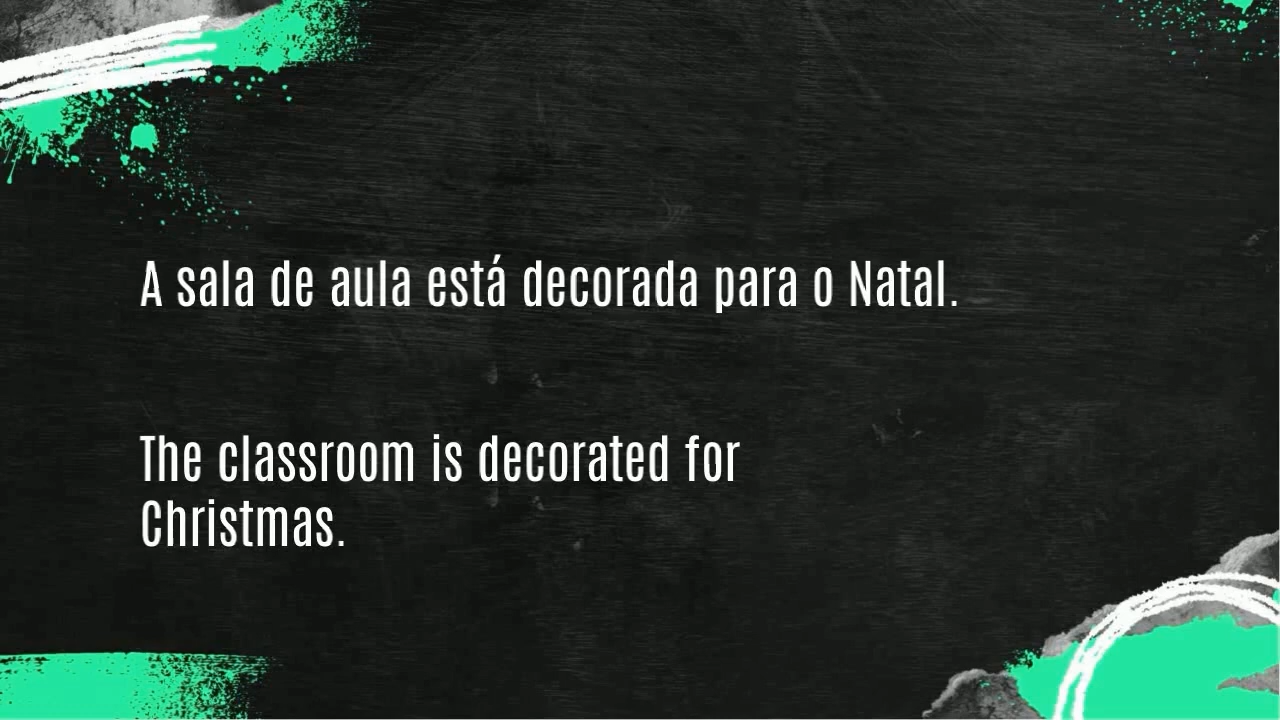 A sala de aula está decorada para o Natal.
The classroom is decorated for
Christmas.